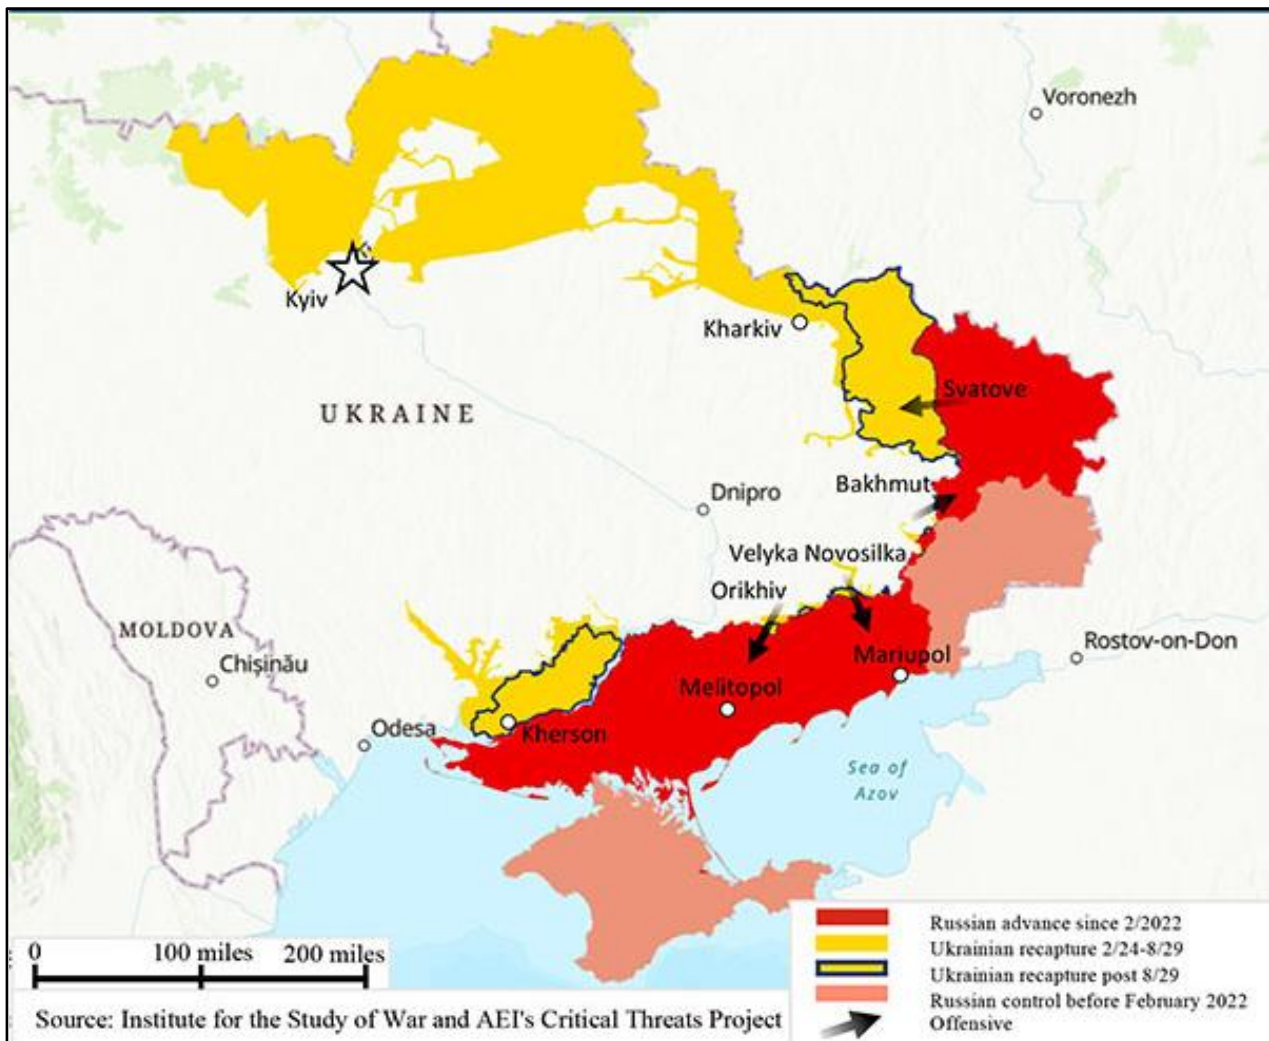 Voronezh
Kyiv
Kharkiv
Svatove
UKRAINE
Bakhmut
Dnipro
Velyka Novosilka
Orikhiv
MOLDOVA
Chișinău
Rostov-on-Don
Mariupol
Melitopol
Odesa
Kherson
Sea of
Azov
Russian advance since 2/2022
Ukrainian recapture 2/24-8/29
Ukrainian recapture post 8/29
Russian control before February 2022
Offensive
0 100 miles 200 miles
Source: Institute for the Study of War and AEI's Critical Threats Project